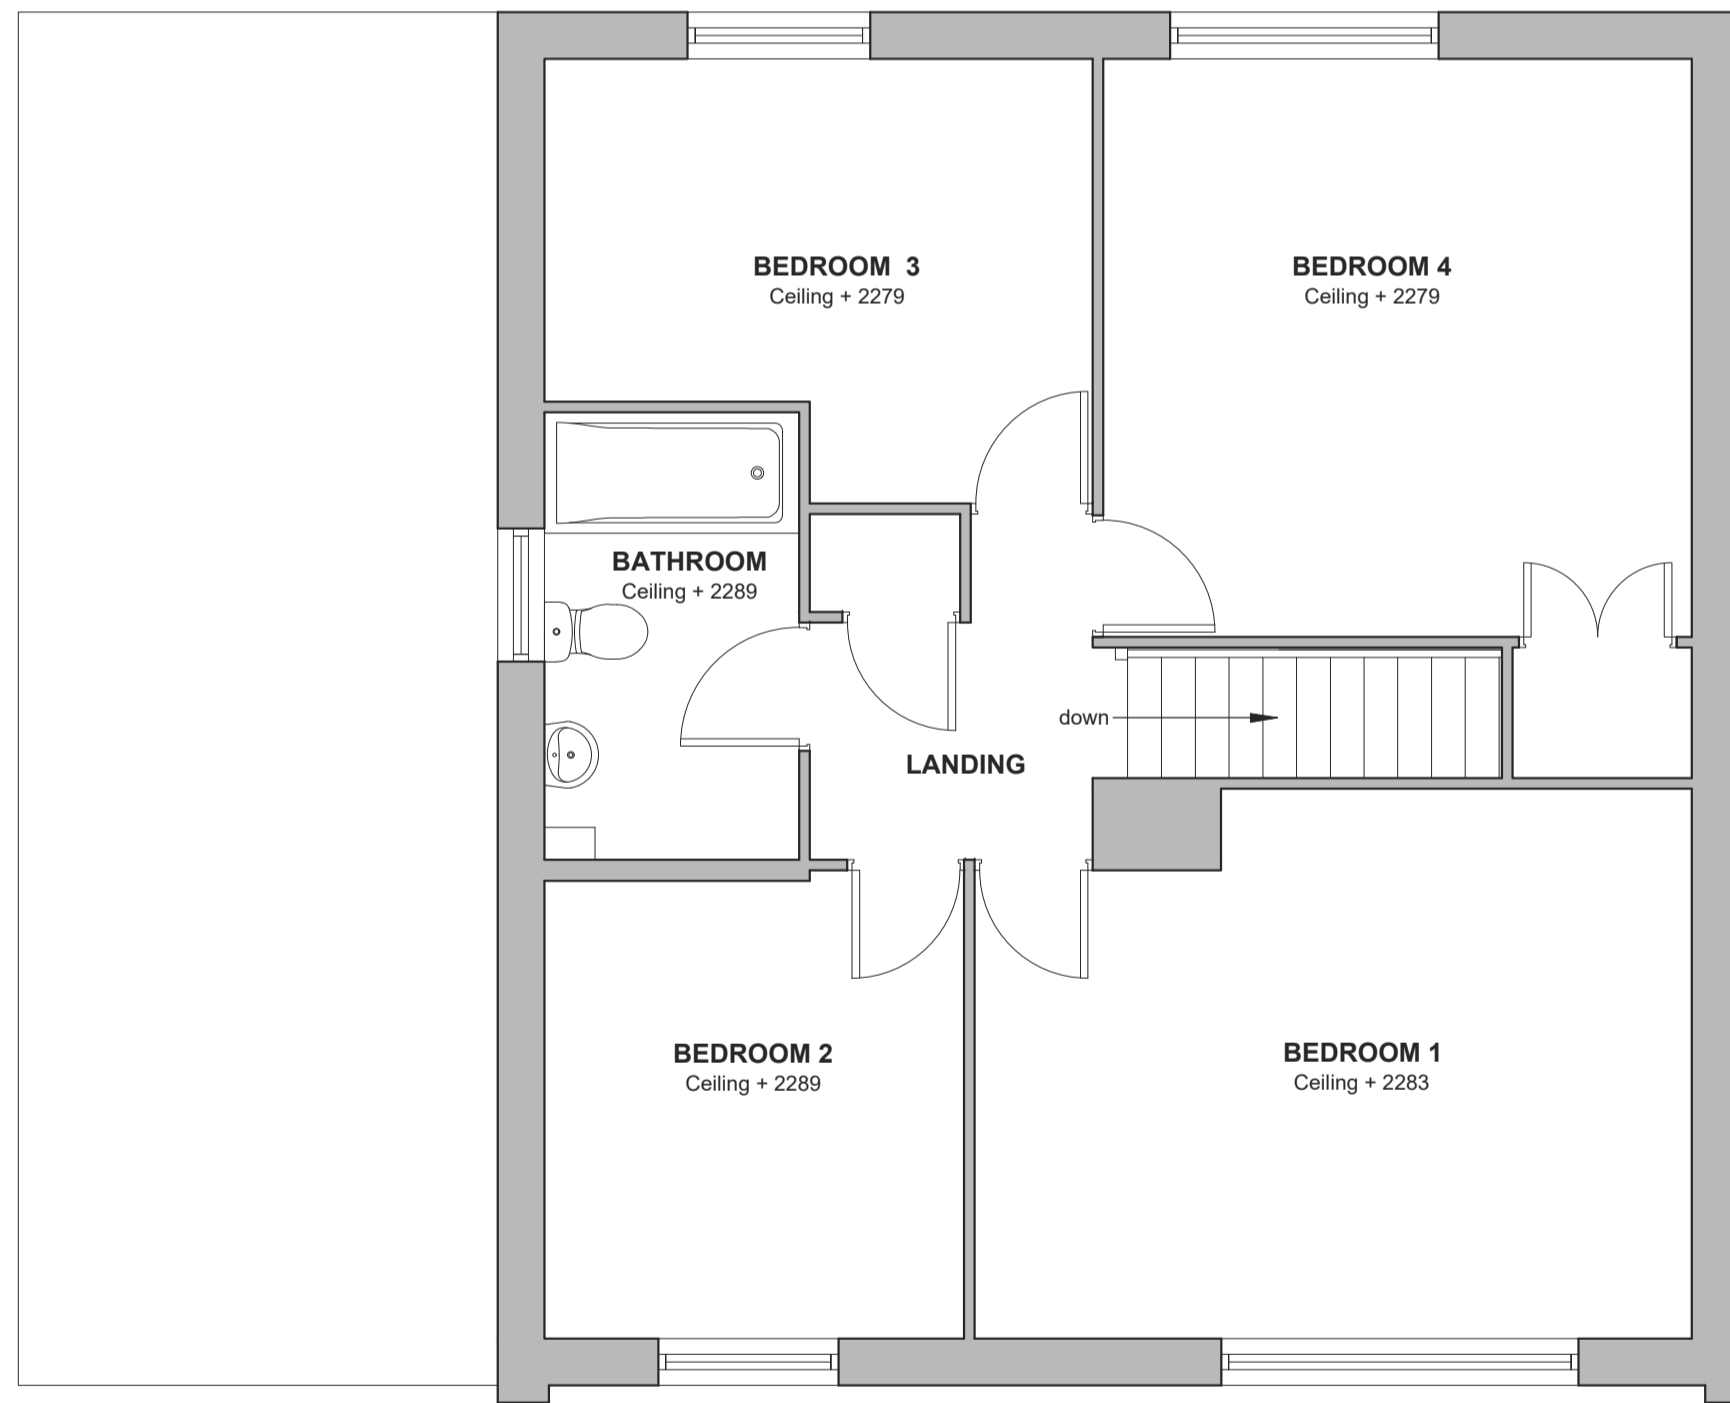 BEDROOM  3
Ceiling + 2279
BEDROOM 4
Ceiling + 2279
BATHROOM
Ceiling + 2289
down
LANDING
BEDROOM 2
Ceiling + 2289
BEDROOM 1
Ceiling + 2283